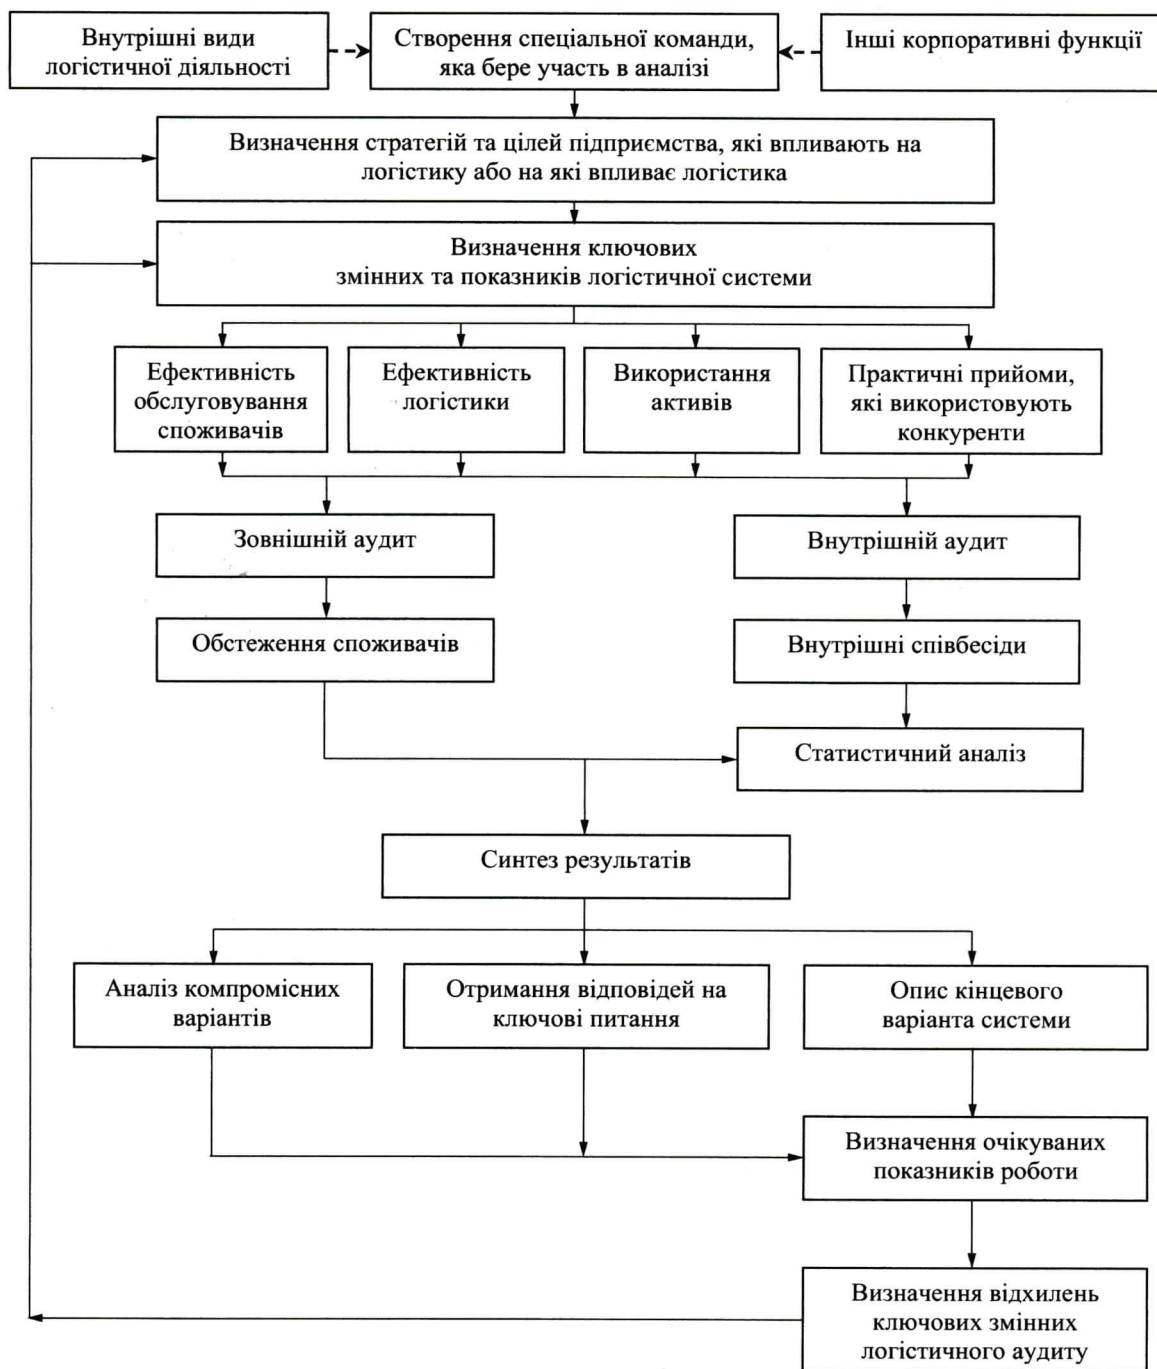 Внутрішні види
логістичної діяльності
Створення спеціальної команди,
яка бере участь в аналізі
Інші корпоративні функції
Визначення стратегій та цілей підприємства, які впливають на
логістику або на які впливає логістика
Визначення ключових
змінних та показників логістичної системи
Ефективність
обслуговування
споживачів
Ефективність
логістики
Використання
активів
Практичні прийоми,
які використовують
конкуренти
Зовнішній аудит
Внутрішній аудит
Обстеження споживачів
Внутрішні співбесіди
Статистичний аналіз
Синтез результатів
Аналіз компромісних
варіантів
Отримання відповідей на
ключові питання
Опис кінцевого
варіанта системи
Визначення очікуваних
показників роботи
Визначення відхилень
ключових змінних
логістичного аудиту